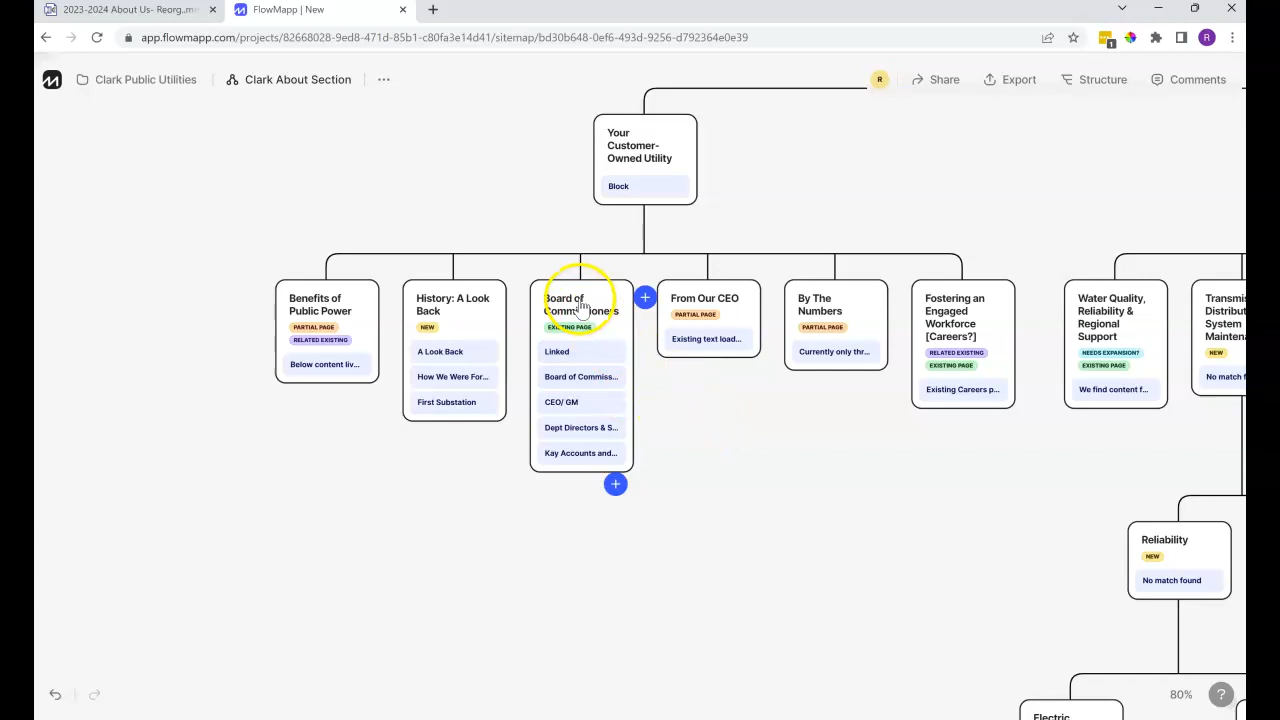 2023-2024 About Us- Reorg..me
FlowMapp | New
app.flowmapp.com/projects/82668028-9ed8-471d-85b1-c80fa3e14d41/sitemap/bd30b648-0ef6-493d-9256-d792364e0e39
1
R
Clark Public Utilities
Clark About Section
R
Share
Export
Structure
Comments
Your
Customer-
Owned Utility
Block
Benefits of
Public Power
PARTIAL PAGE
RELATED EXISTING
Below content liv...
History: A Look
Back
NEW
A Look Back
How We Were For...
First Substation
Board of
Commissioners
EXISTING PAGE
Linked
Board of Commiss...
CEO/ GM
Dept Directors & S...
Kay Accounts and...
From Our CEO
PARTIAL PAGE
Existing text load...
By The
Numbers
PARTIAL PAGE
Currently only thr...
Fostering an
Engaged
Workforce
[Careers?]
RELATED EXISTING
EXISTING PAGE
Existing Careers p...
Water Quality,
Reliability &
Regional
Support
NEEDS EXPANSION?
EXISTING PAGE
We find content f...
Transmis
Distribut
System
Maintena
NEW
No match f
Reliability
NEW
No match found
Electric
80%
?